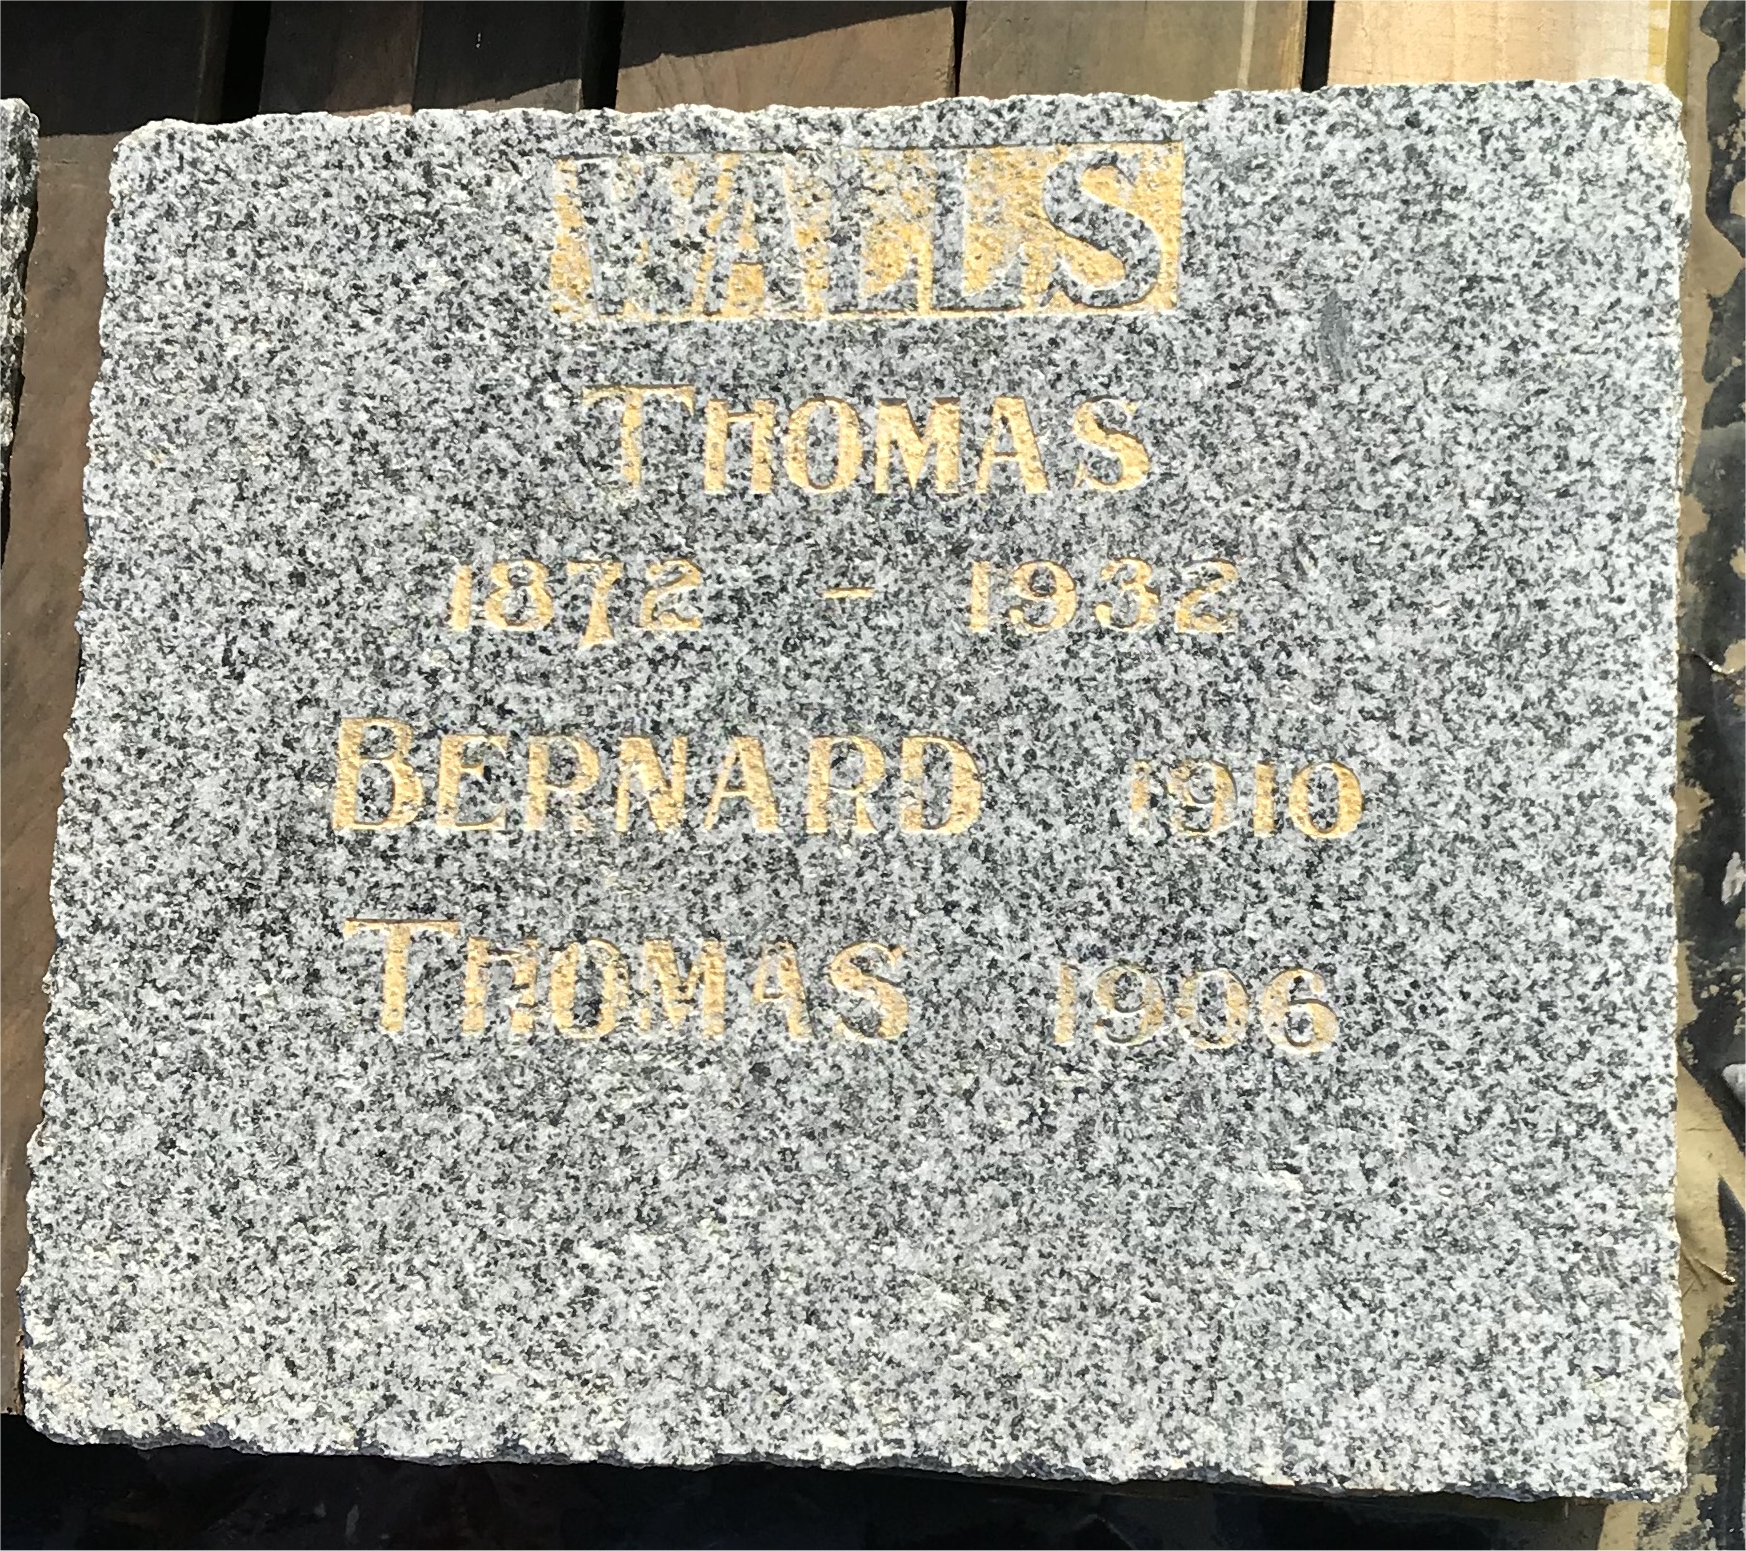 WALLS
THOMAS
1872 - 1932
BERNARD 1910
THOMAS 1906